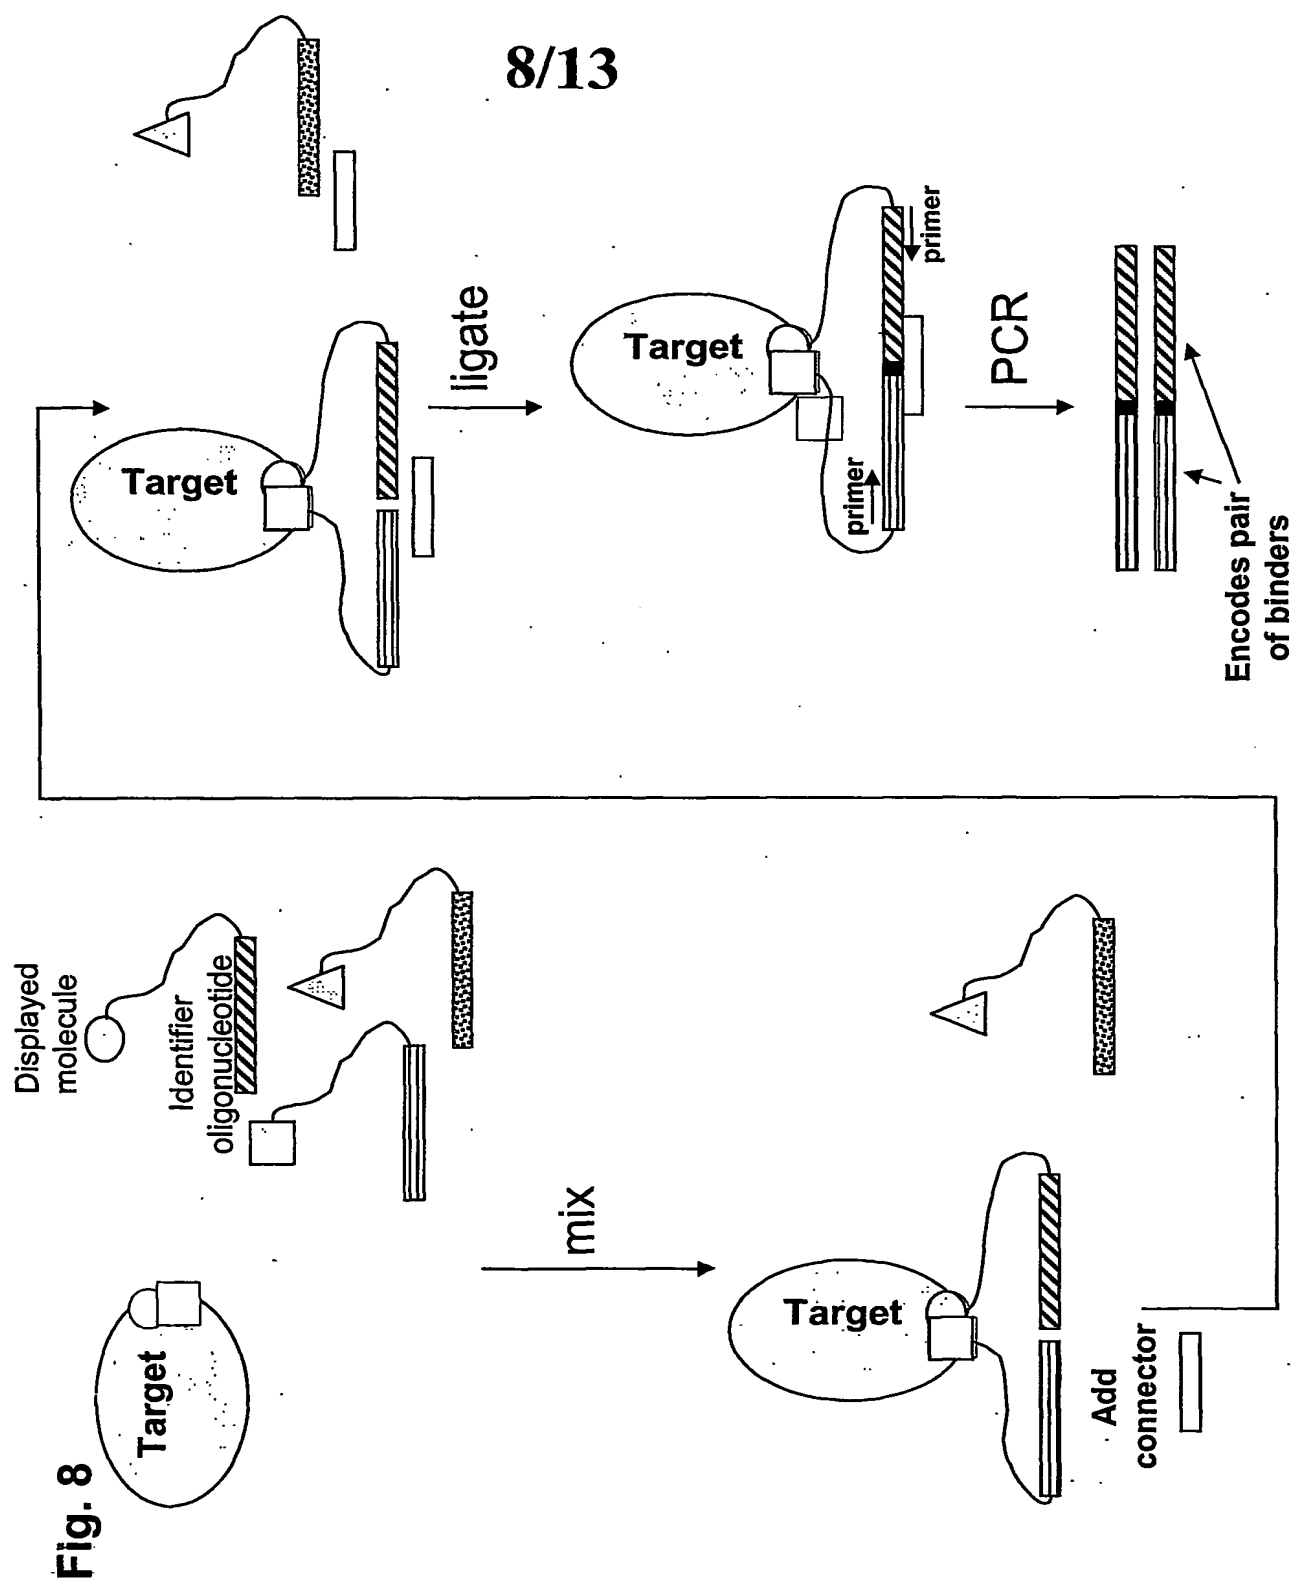 8/13
Fig. 8
Target
Displayed
molecule
Identifier
oligonucleotide
mix
Target
Add
connector
Target
ligate
Target
primer
primer
PCR
Encodes pair
of binders